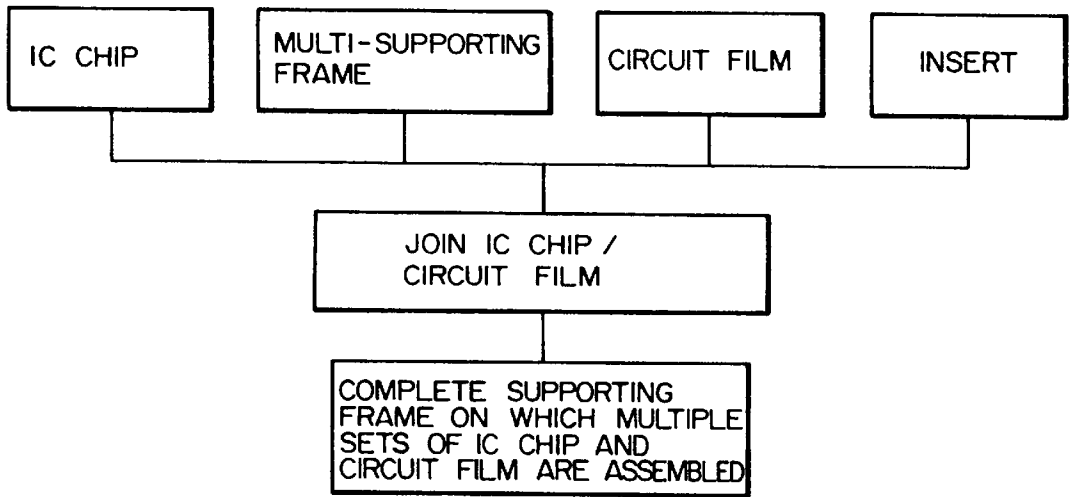 IC CHIP
MULTI-SUPPORTING
FRAME
CIRCUIT FILM
INSERT
JOIN IC CHIP /
CIRCUIT FILM
COMPLETE SUPPORTING
FRAME ON WHICH MULTIPLE
SETS OF IC CHIP AND
CIRCUIT FILM ARE ASSEMBLED